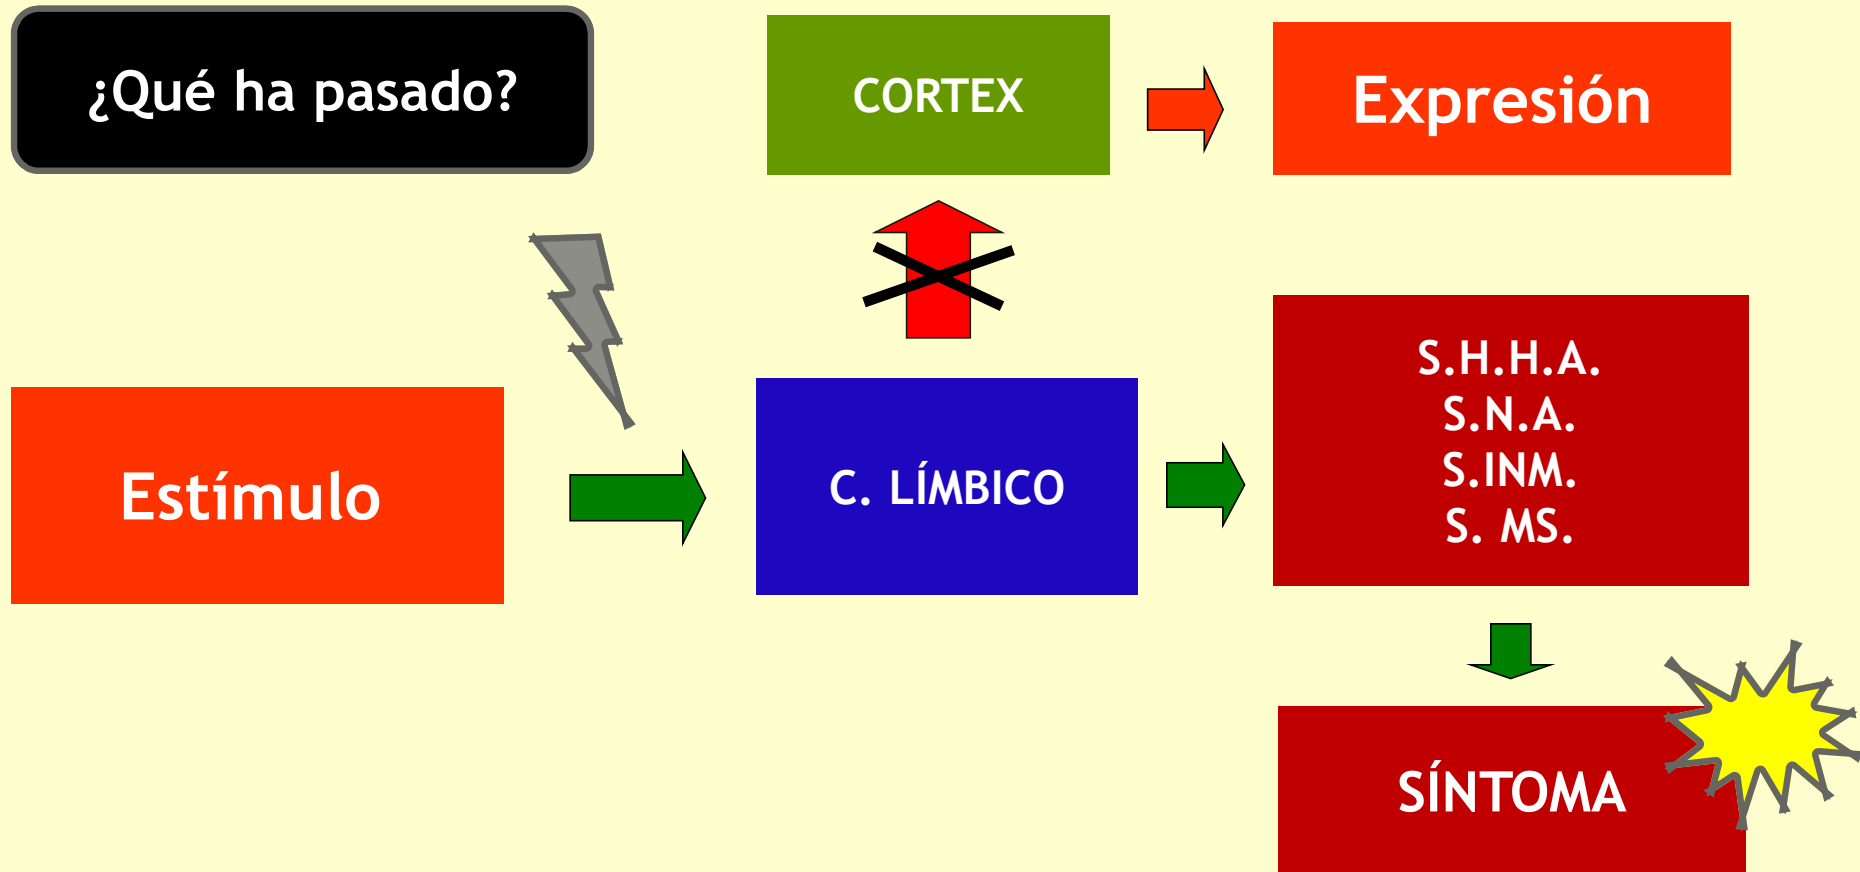 ¿Qué ha pasado?
CORTEX
Expresión
Estímulo
C. LÍMBICO
S.H.H.A.
S.N.A.
S.INM.
S. MS.
SÍNTOMA